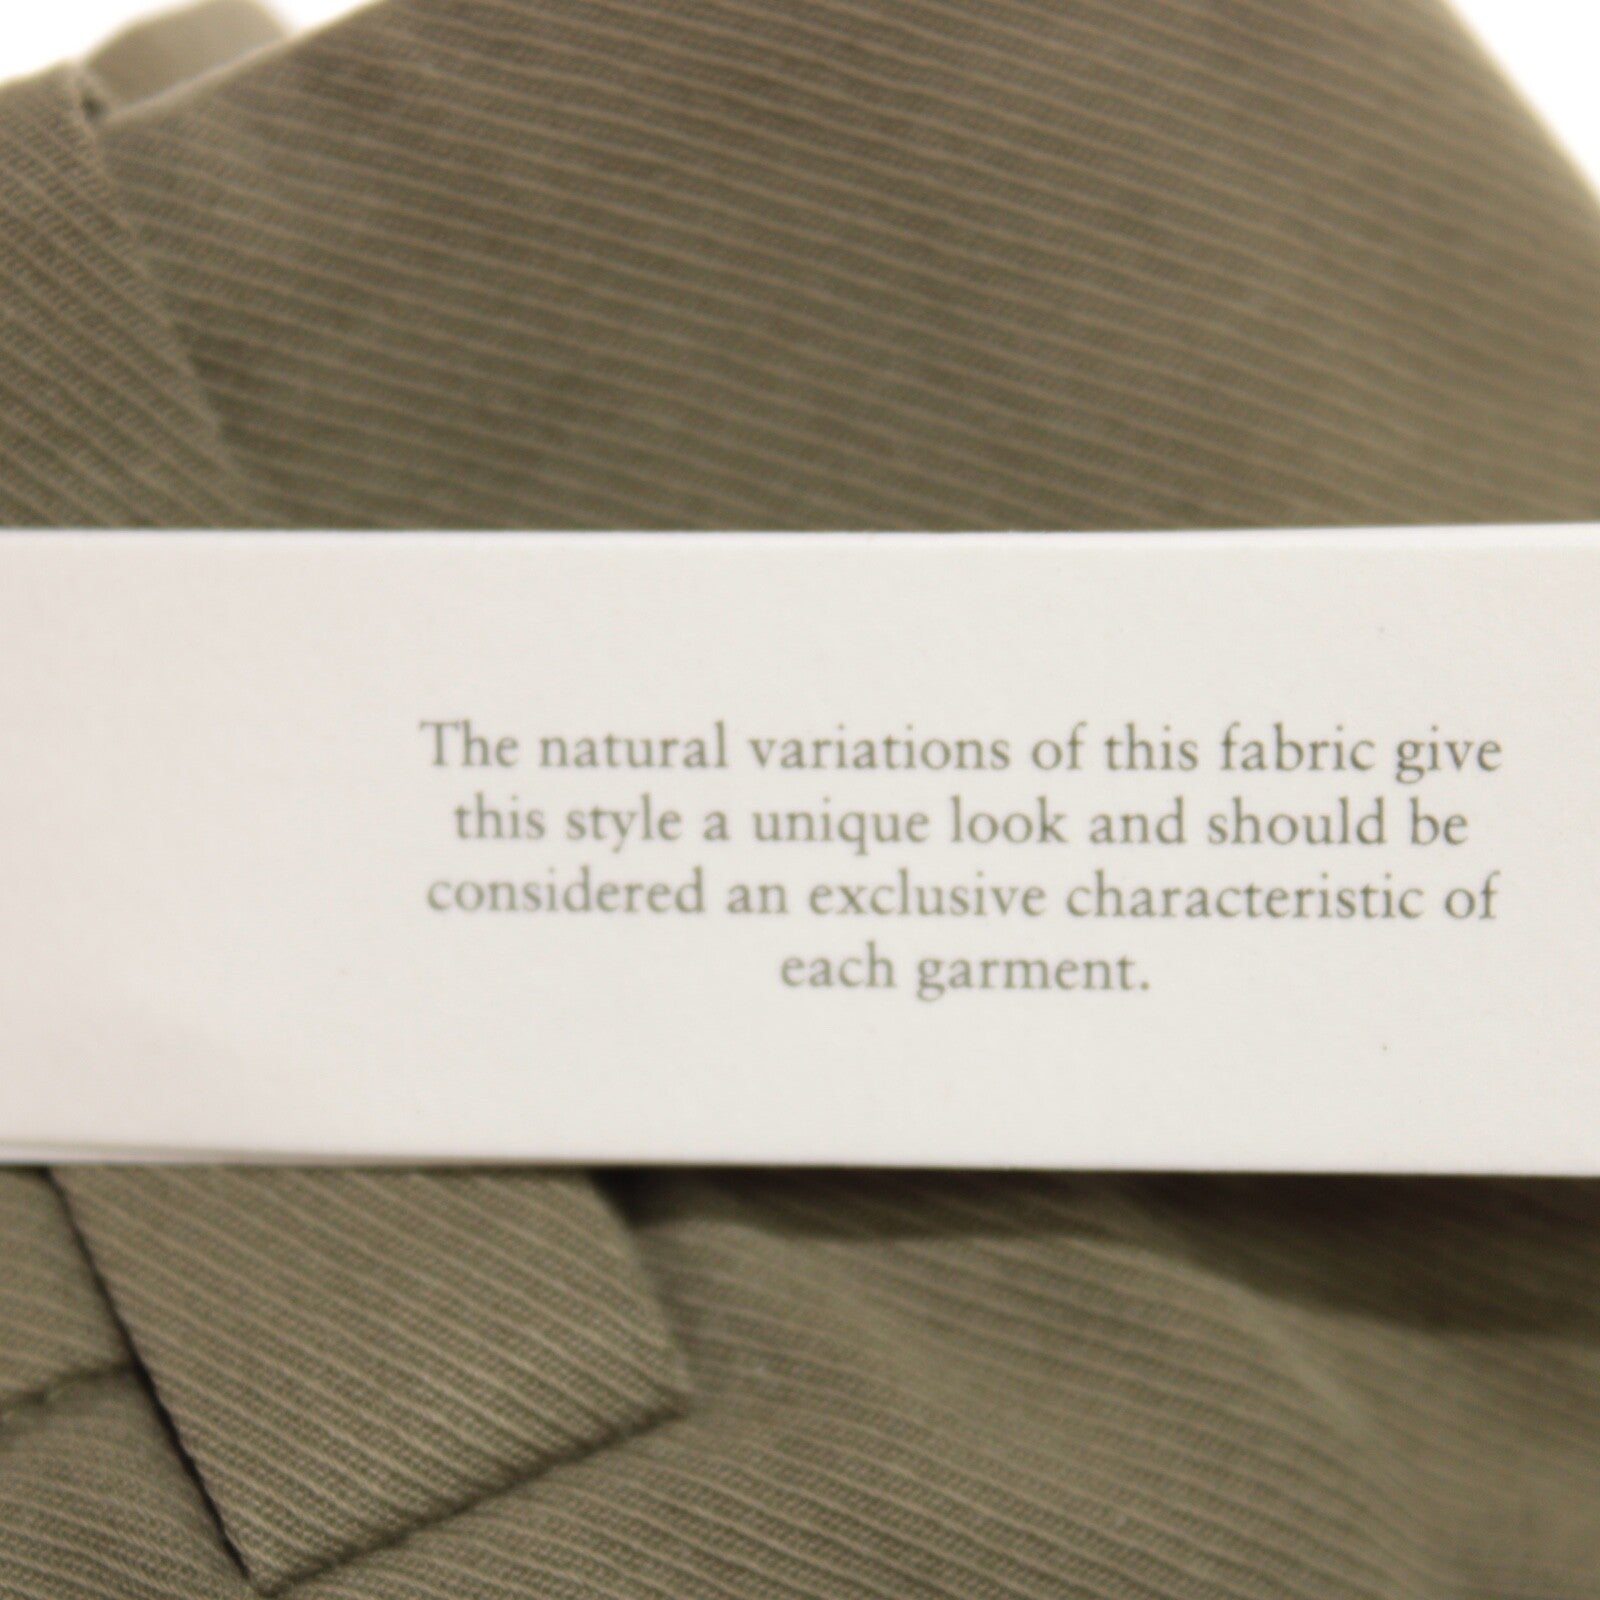 The natural variations of this fabric give
this style a unique look and should be
considered an exclusive characteristic of
each garment.